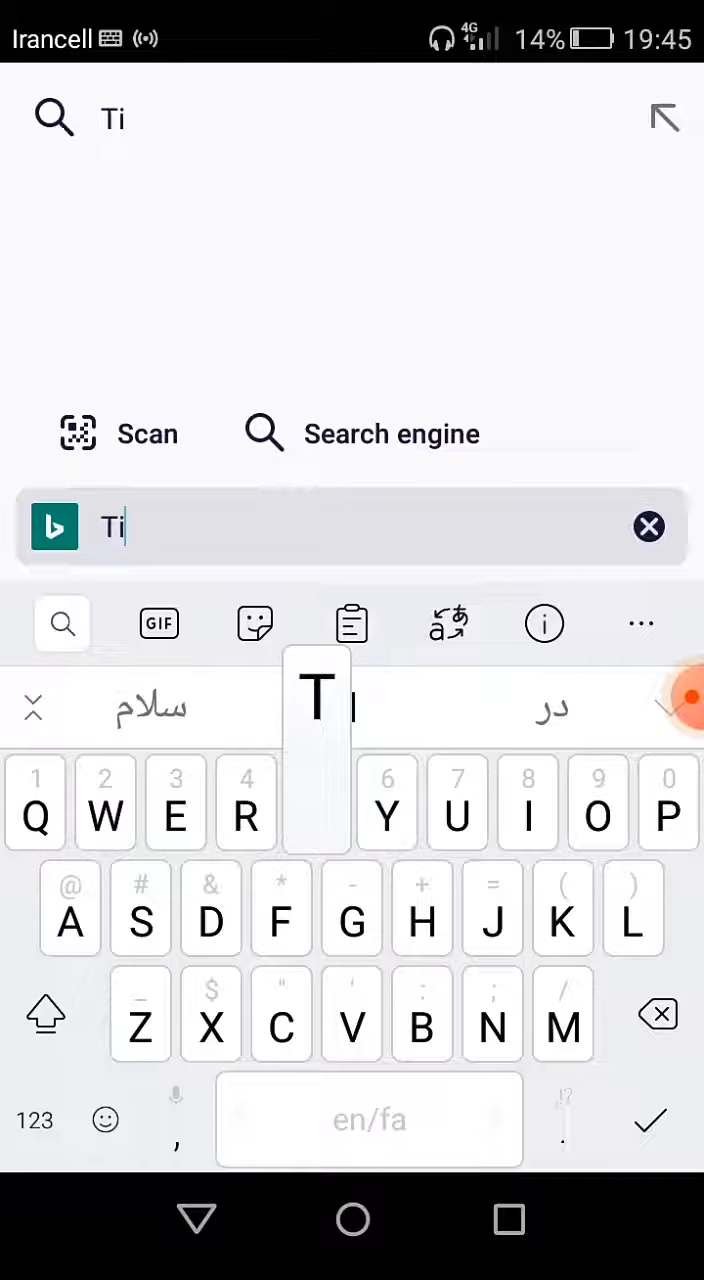 Irancell 4G 14% 19:45
Ti
Scan Search engine
Ti
GIF
سلام در
1 2 3 4 6 7 8 9 0
Q W E R T Y U I O P
@ # & * - + = ( )
A S D F G H J K L
_ $ " ' : ; /
Z X C V B N M
123 , en/fa !? .